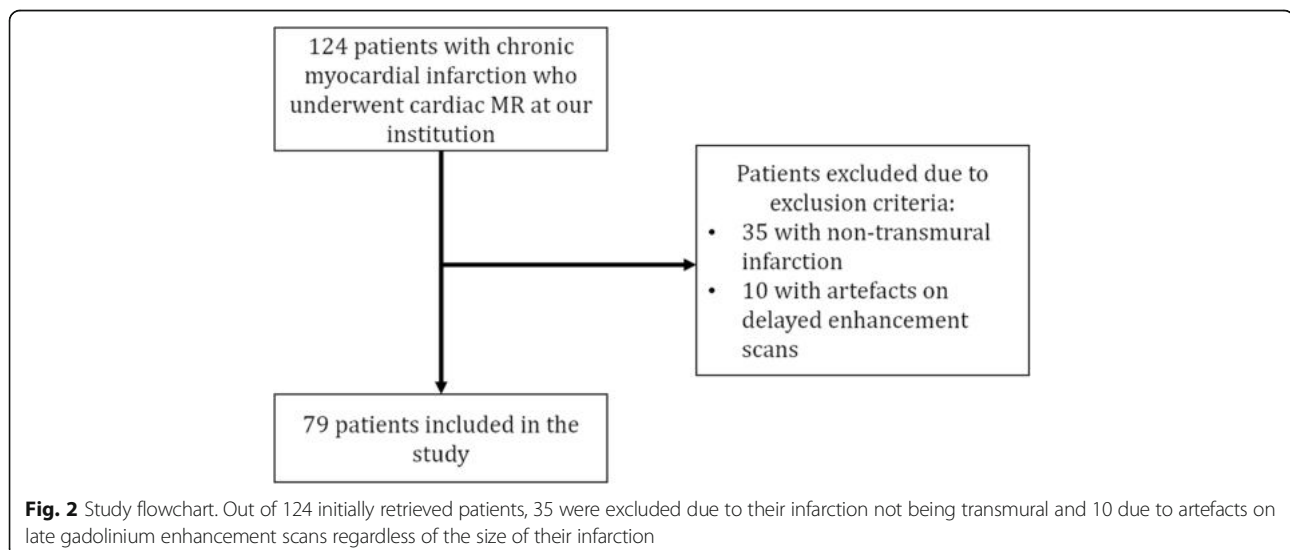 124 patients with chronic
myocardial infarction who
underwent cardiac MR at our
institution
Patients excluded due to
exclusion criteria:
• 35 with non-transmural
infarction
• 10 with artefacts on
delayed enhancement
scans
79 patients included in the
study
Fig. 2 Study flowchart. Out of 124 initially retrieved patients, 35 were excluded due to their infarction not being transmural and 10 due to artefacts on
late gadolinium enhancement scans regardless of the size of their infarction